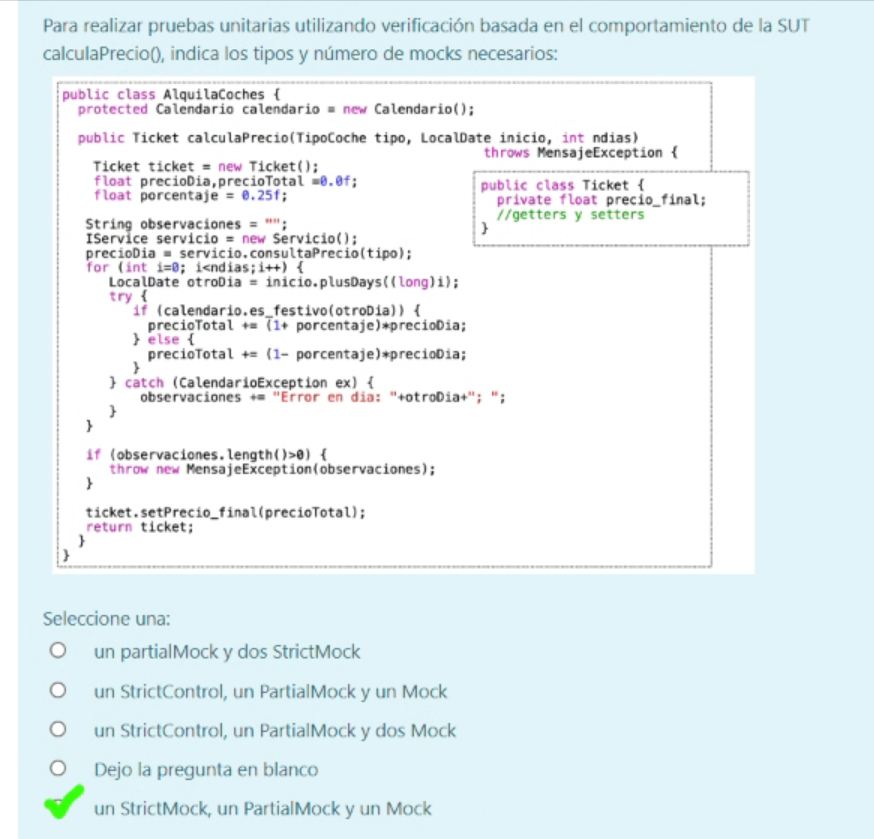 Para realizar pruebas unitarias utilizando verificación basada en el comportamiento de la SUT
calculaPrecio(), indica los tipos y número de mocks necesarios:
public class AlquilaCoches {
protected Calendario calendario = new Calendario();
public Ticket calculaPrecio(TipoCoche tipo, LocalDate inicio, int ndias)
throws MensajeException {
Ticket ticket = new Ticket();
float precioDia,precioTotal =0.0f;
float porcentaje = 0.25f;
String observaciones = "";
IService servicio = new Servicio();
precioDia = servicio.consultaPrecio(tipo);
for (int i=0; i<ndias;i++) {
LocalDate otroDia = inicio.plusDays((long)i);
try {
if (calendario.es_festivo(otroDia)) {
precioTotal += (1+ porcentaje)*precioDia;
} else {
precioTotal += (1- porcentaje)*precioDia;
}
} catch (CalendarioException ex) {
observaciones += "Error en dia: "+otroDia+"; ";
}
}
if (observaciones.length()>0) {
throw new MensajeException(observaciones);
}
ticket.setPrecio_final(precioTotal);
return ticket;
}
}
public class Ticket {
private float precio_final;
//getters y setters
}
Seleccione una:
un partialMock y dos StrictMock
un StrictControl, un PartialMock y un Mock
un StrictControl, un PartialMock y dos Mock
Dejo la pregunta en blanco
un StrictMock, un PartialMock y un Mock